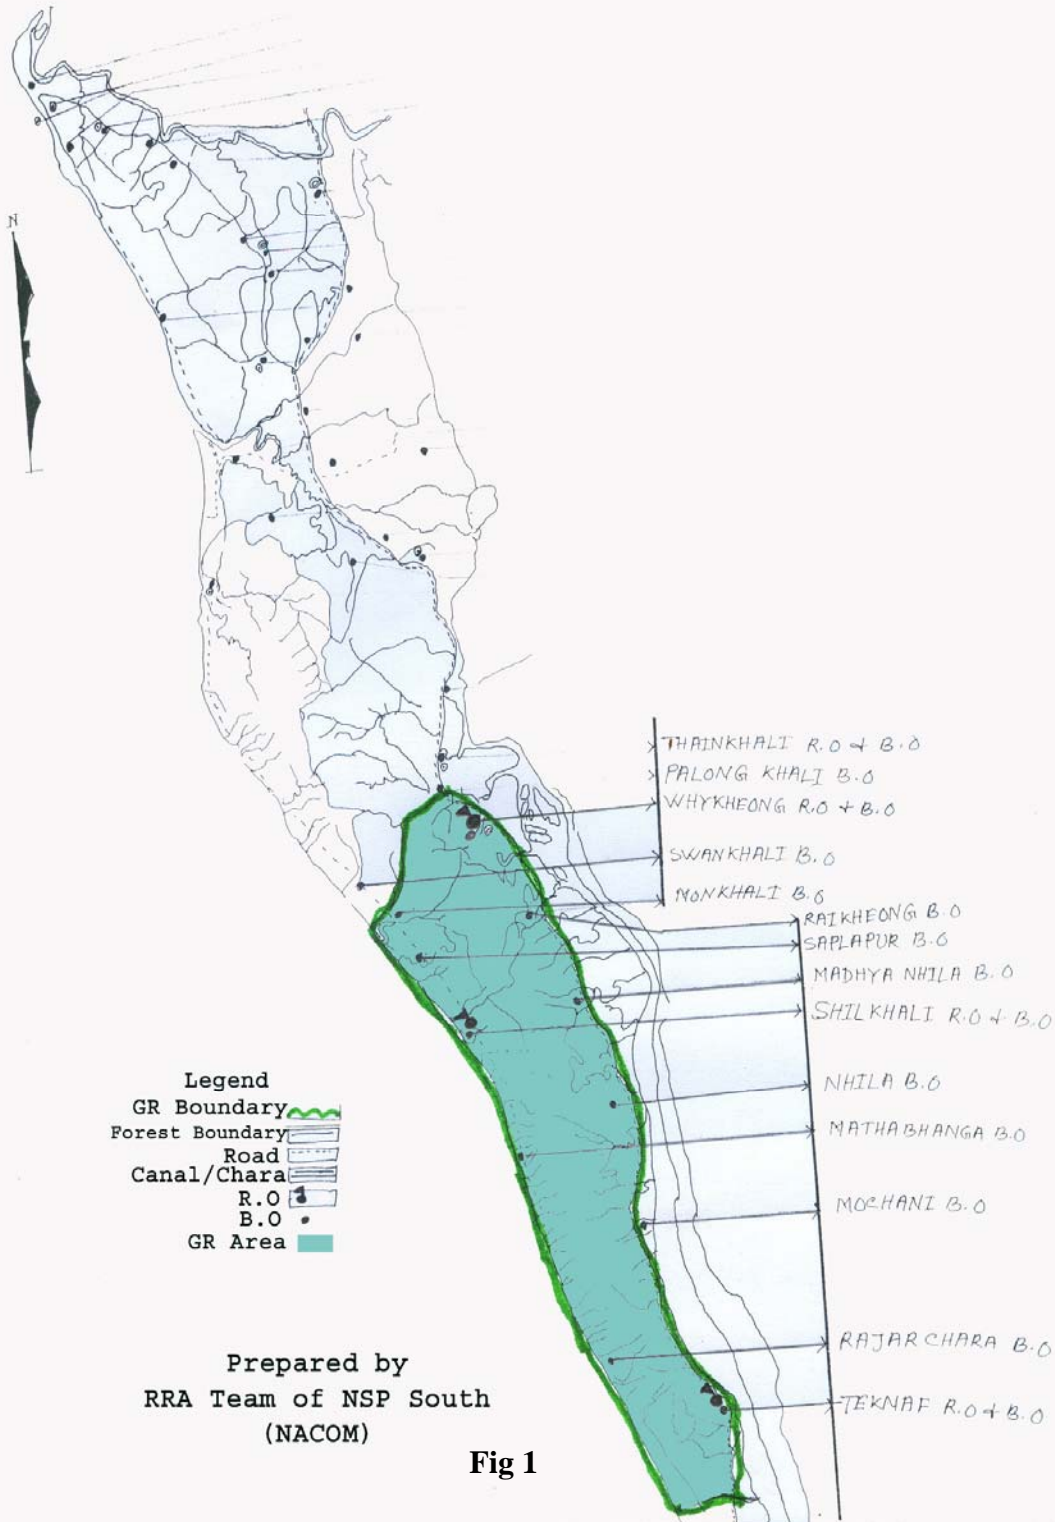 N
THAINKHALI R.O & B.O
PALONG KHALI B.O
WHYKHEONG R.O & B.O
SWANKHALI B.O
MONKHALI B.O
RAIKHEONG B.O
SAPLAPUR B.O
MADHYA NHILA B.O
SHILKHALI R.O & B.O
NHILA B.O
MATHABHANGA B.O
MOCHANI B.O
RAJARCHARA B.O
TEKNAF R.O & B.O
Legend
GR Boundary
Forest Boundary
Road
Canal/Chara
R.O
B.O
GR Area
Prepared by
RRA Team of NSP South
(NACOM)
Fig 1